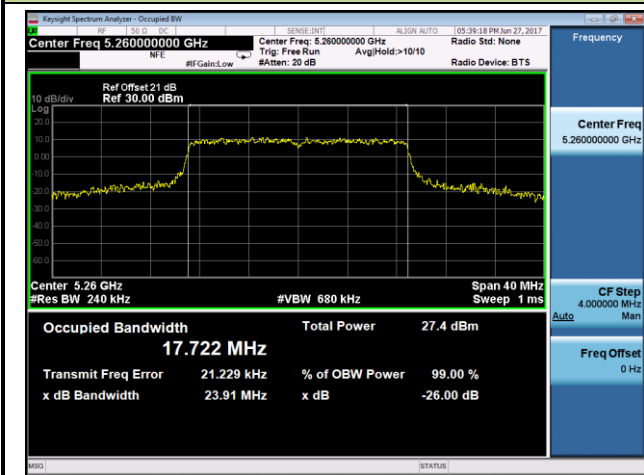 Keysight Spectrum Analyzer - Occupied BW
RF 50 Ω DC SENSE:INT ALIGN AUTO 05:39:18 PM Jun 27, 2017
Center Freq 5.260000000 GHz Center Freq: 5.260000000 GHz Radio Std: None
NFE Trig: Free Run Avg|Hold:>10/10
#IFGain:Low #Atten: 20 dB Radio Device: BTS
Ref Offset 21 dB
10 dB/div Ref 30.00 dBm
Log
20.0
10.0
0.00
-10.0
-20.0
-30.0
-40.0
-50.0
-60.0
Center 5.26 GHz Span 40 MHz
#Res BW 240 kHz #VBW 680 kHz Sweep 1 ms
Occupied Bandwidth Total Power 27.4 dBm
17.722 MHz
Transmit Freq Error 21.229 kHz % of OBW Power 99.00 %
x dB Bandwidth 23.91 MHz x dB -26.00 dB
MSG STATUS
Frequency
Center Freq
5.260000000 GHz
CF Step
4.000000 MHz
Auto Man
Freq Offset
0 Hz